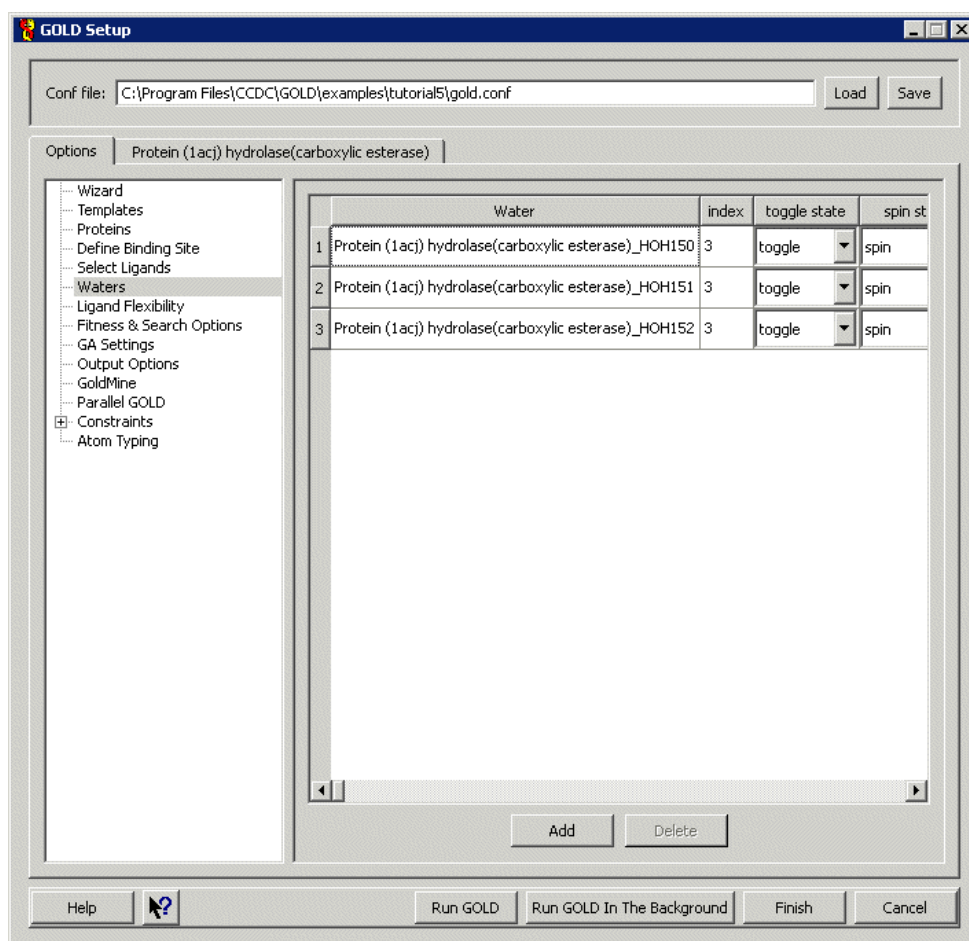 GOLD Setup
Conf file: C:\Program Files\CCDC\GOLD\examples\tutorial5\gold.conf Load Save
Options Protein (1acj) hydrolase(carboxylic esterase)
Wizard
Templates
Proteins
Define Binding Site
Select Ligands
Waters
Ligand Flexibility
Fitness & Search Options
GA Settings
Output Options
GoldMine
Parallel GOLD
Constraints
Atom Typing
Water index toggle state spin st
1 Protein (1acj) hydrolase(carboxylic esterase)_HOH150 3 toggle spin
2 Protein (1acj) hydrolase(carboxylic esterase)_HOH151 3 toggle spin
3 Protein (1acj) hydrolase(carboxylic esterase)_HOH152 3 toggle spin
Add Delete
Help ? Run GOLD Run GOLD In The Background Finish Cancel